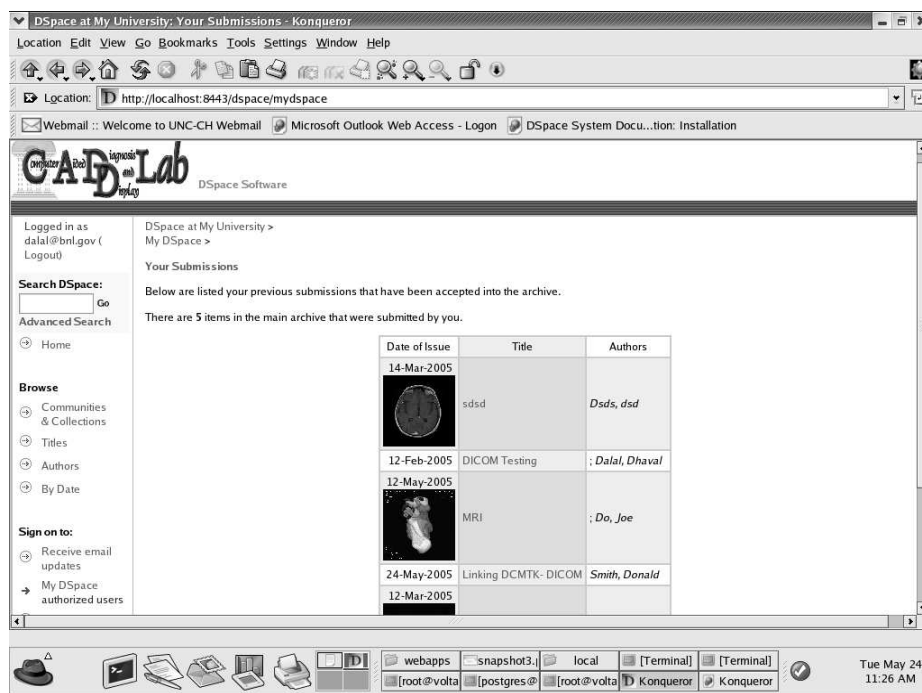 DSpace at My University: Your Submissions - Konqueror
Location Edit View Go Bookmarks Tools Settings Window Help
Location: http://localhost:8443/dspace/mydspace
Webmail :: Welcome to UNC-CH Webmail Microsoft Outlook Web Access - Logon DSpace System Docu...tion: Installation
Computer Aided Diagnosis and Display Lab
DSpace Software
Logged in as
dalal@bnl.gov (
Logout)
Search DSpace:
Go
Advanced Search
Home
Browse
Communities
& Collections
Titles
Authors
By Date
Sign on to:
Receive email
updates
My DSpace
authorized users
DSpace at My University >
My DSpace >
Your Submissions
Below are listed your previous submissions that have been accepted into the archive.
There are 5 items in the main archive that were submitted by you.
Date of Issue Title Authors
14-Mar-2005 sdsd Dsds, dsd
12-Feb-2005 DICOM Testing ; Dalal, Dhaval
12-May-2005 MRI ; Do, Joe
24-May-2005 Linking DCMTK- DICOM Smith, Donald
12-Mar-2005
webapps snapshot3.p local [Terminal] [Terminal]
[root@volta [postgres@ [root@volta Konqueror Konqueror
Tue May 24
11:26 AM